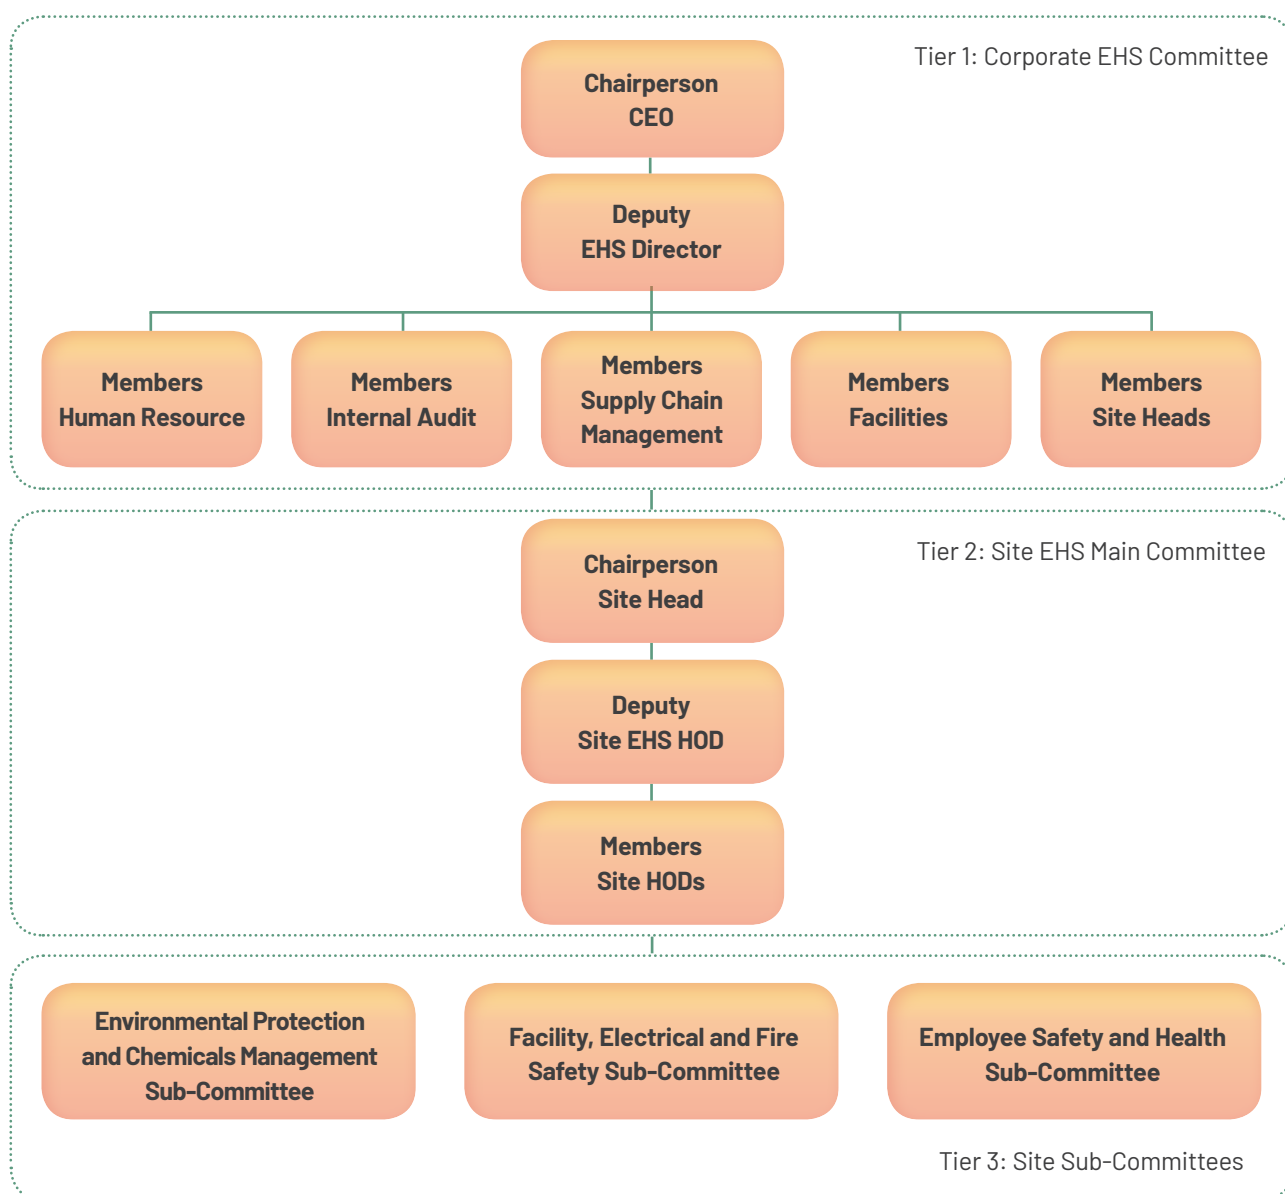 Tier 1: Corporate EHS Committee
Chairperson
CEO
Deputy
EHS Director
Members
Human Resource
Members
Internal Audit
Members
Supply Chain
Management
Members
Facilities
Members
Site Heads
Tier 2: Site EHS Main Committee
Chairperson
Site Head
Deputy
Site EHS HOD
Members
Site HODs
Environmental Protection
and Chemicals Management
Sub-Committee
Facility, Electrical and Fire
Safety Sub-Committee
Employee Safety and Health
Sub-Committee
Tier 3: Site Sub-Committees